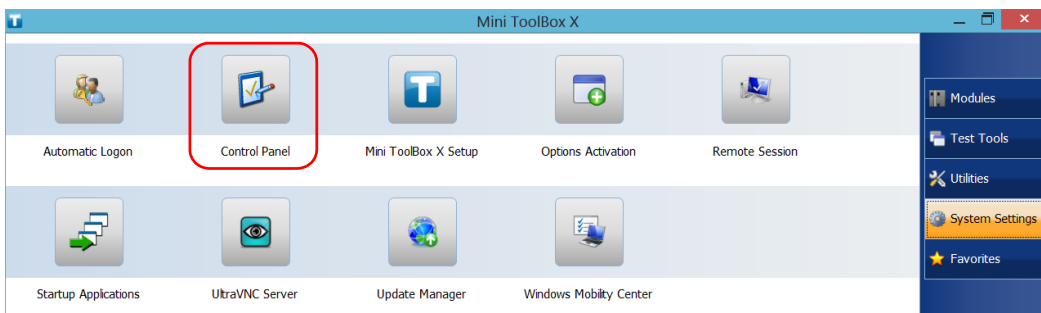 Mini ToolBox X
Automatic Logon
Control Panel
Mini ToolBox X Setup
Options Activation
Remote Session
Startup Applications
UltraVNC Server
Update Manager
Windows Mobility Center
Modules
Test Tools
Utilities
System Settings
Favorites